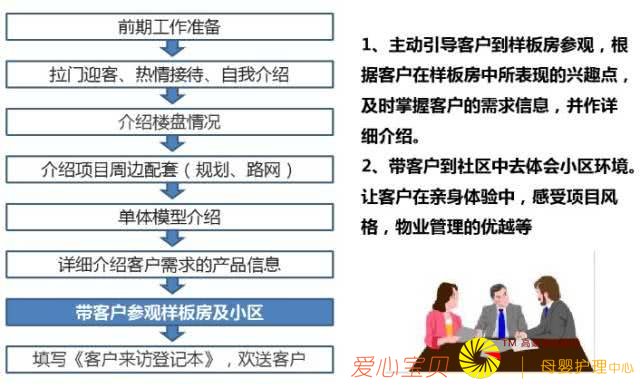 前期工作准备
拉门迎客、热情接待、自我介绍
介绍楼盘情况
介绍项目周边配套（规划、路网）
单体模型介绍
详细介绍客户需求的产品信息
带客户参观样板房及小区
填写《客户来访登记本》，欢送客户
1、主动引导客户到样板房参观，根
据客户在样板房中所表现的兴趣点，
及时掌握客户的需求信息，并作详
细介绍。
2、带客户到社区中去体会小区环境。
让客户在亲身体验中，感受项目风
格，物业管理的优越等
TM
爱心宝贝
母婴护理中心